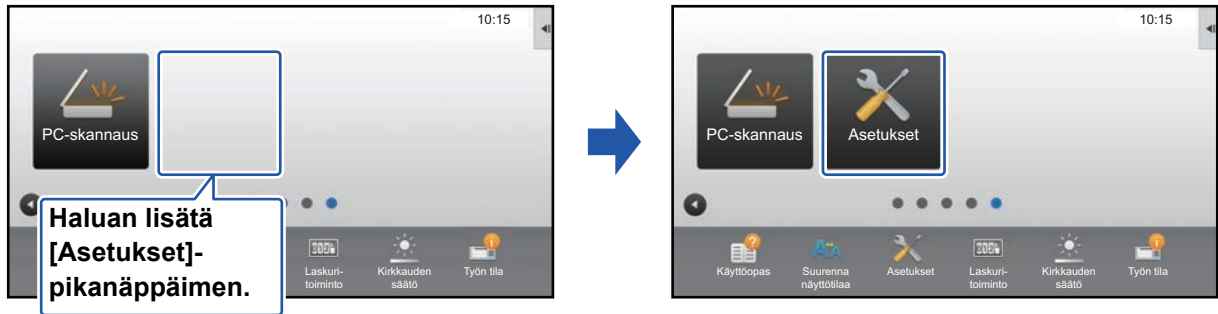 10:15
PC-skannaus
Haluan lisätä
[Asetukset]-
pikanäppäimen.
Laskuri-
toiminto
Kirkkauden
säätö
Työn tila
10:15
PC-skannaus
Asetukset
Käyttöopas
Suurenna
näyttötilaa
Asetukset
Laskuri-
toiminto
Kirkkauden
säätö
Työn tila